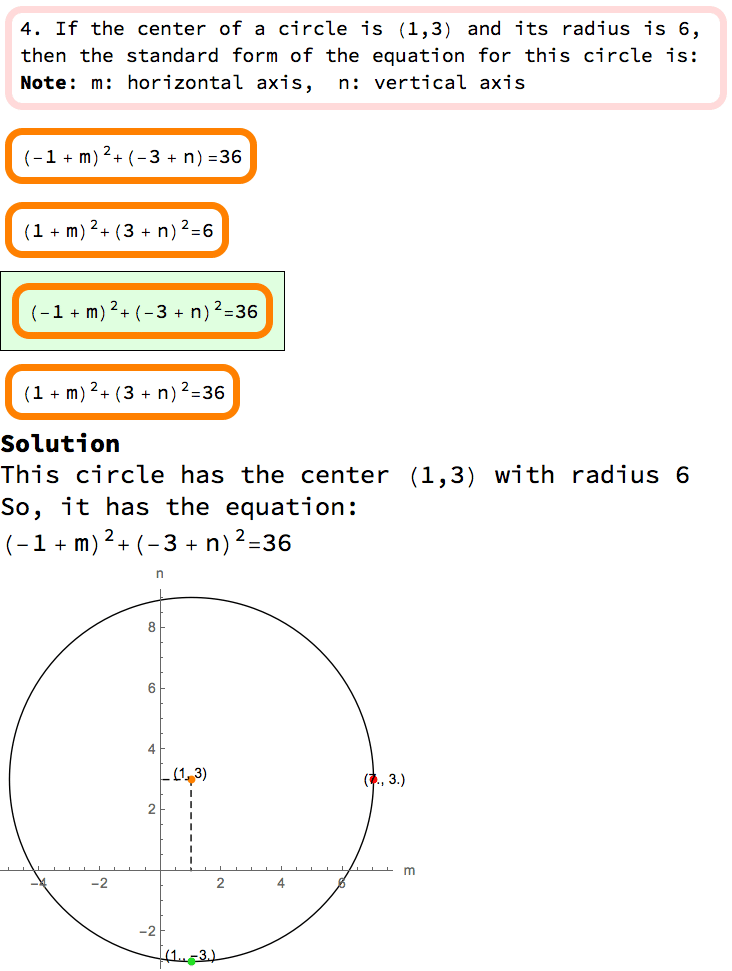 4. If the center of a circle is (1,3) and its radius is 6,
then the standard form of the equation for this circle is:
Note: m: horizontal axis,  n: vertical axis
(-1 + m)²+(-3 + n)=36
(1 + m)²+(3 + n)²=6
(-1 + m)²+(-3 + n)²=36
(1 + m)²+(3 + n)²=36
Solution
This circle has the center (1,3) with radius 6
So, it has the equation:
(-1 + m)²+(-3 + n)²=36
n
8
6
4
(1, 3)
(7., 3.)
2
m
-4 -2 2 4 6
-2
(1., -3.)